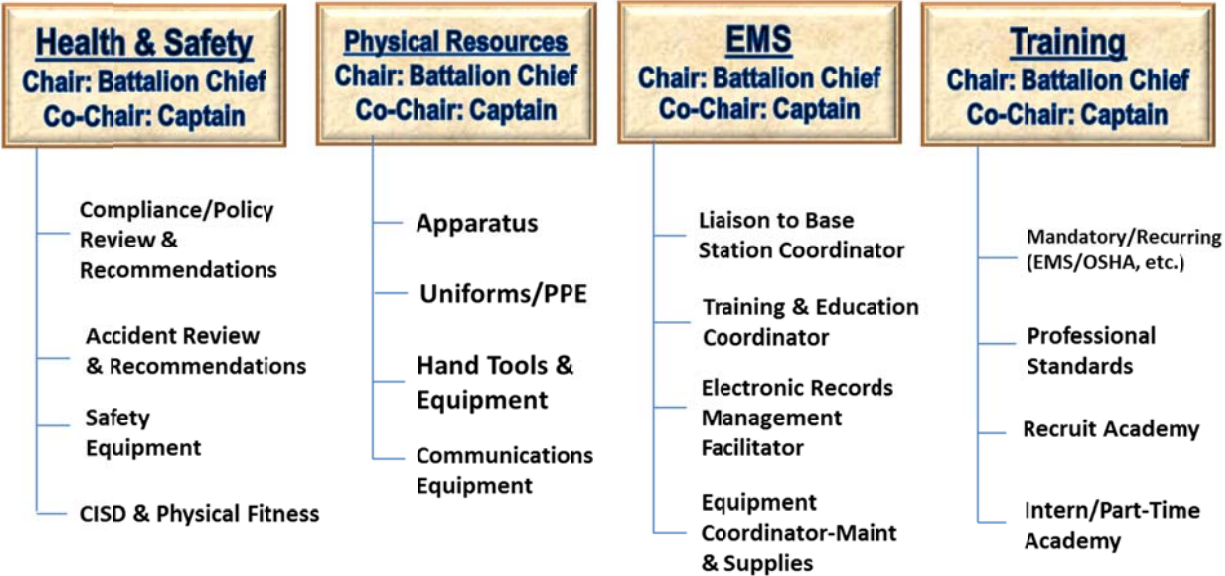 Health & Safety
Chair: Battalion Chief
Co-Chair: Captain
Compliance/Policy
Review &
Recommendations
Accident Review
& Recommendations
Safety
Equipment
CISD & Physical Fitness
Physical Resources
Chair: Battalion Chief
Co-Chair: Captain
Apparatus
Uniforms/PPE
Hand Tools &
Equipment
Communications
Equipment
EMS
Chair: Battalion Chief
Co-Chair: Captain
Liaison to Base
Station Coordinator
Training & Education
Coordinator
Electronic Records
Management
Facilitator
Equipment
Coordinator-Maint
& Supplies
Training
Chair: Battalion Chief
Co-Chair: Captain
Mandatory/Recurring
(EMS/OSHA, etc.)
Professional
Standards
Recruit Academy
Intern/Part-Time
Academy